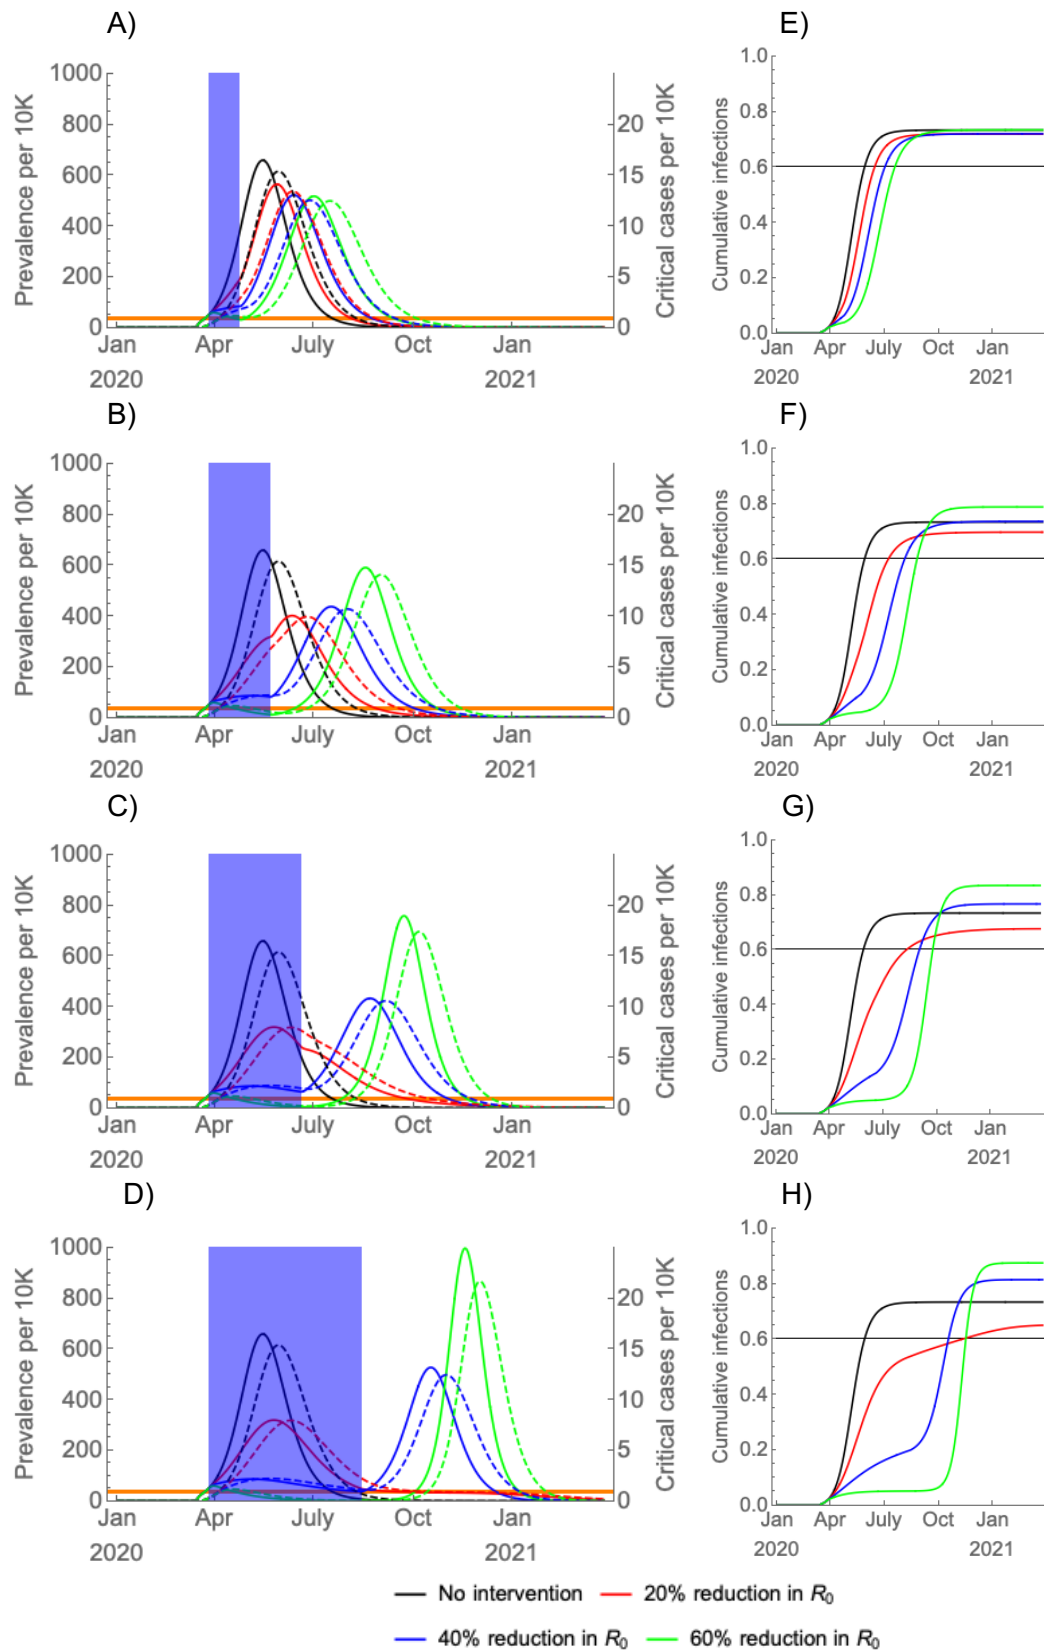 A)
E)
Prevalence per 10K
1000
800
600
400
200
0
Critical cases per 10K
20
15
10
5
0
Jan
Apr
July
Oct
Jan
2020
2021
Cumulative infections
1.0
0.8
0.6
0.4
0.2
0.0
Jan
Apr
July
Oct
Jan
2020
2021
B)
F)
Prevalence per 10K
1000
800
600
400
200
0
Critical cases per 10K
20
15
10
5
0
Jan
Apr
July
Oct
Jan
2020
2021
Cumulative infections
1.0
0.8
0.6
0.4
0.2
0.0
Jan
Apr
July
Oct
Jan
2020
2021
C)
G)
Prevalence per 10K
1000
800
600
400
200
0
Critical cases per 10K
20
15
10
5
0
Jan
Apr
July
Oct
Jan
2020
2021
Cumulative infections
1.0
0.8
0.6
0.4
0.2
0.0
Jan
Apr
July
Oct
Jan
2020
2021
D)
H)
Prevalence per 10K
1000
800
600
400
200
0
Critical cases per 10K
20
15
10
5
0
Jan
Apr
July
Oct
Jan
2020
2021
Cumulative infections
1.0
0.8
0.6
0.4
0.2
0.0
Jan
Apr
July
Oct
Jan
2020
2021
No intervention
20% reduction in R0
40% reduction in R0
60% reduction in R0